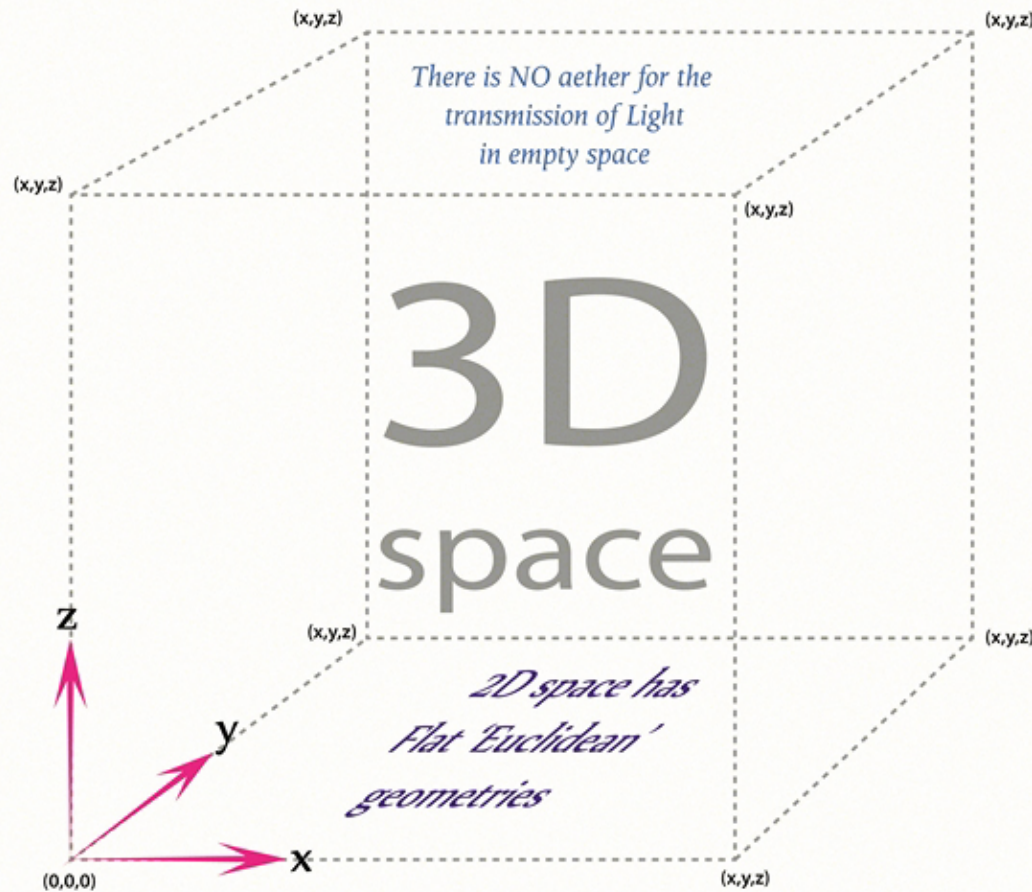 (x,y,z)
(x,y,z)
There is NO aether for the
transmission of Light
in empty space
(x,y,z)
(x,y,z)
3D
space
z
(x,y,z)
(x,y,z)
2D space has
y
Flat 'Euclidean'
geometries
x
(0,0,0)
(x,y,z)